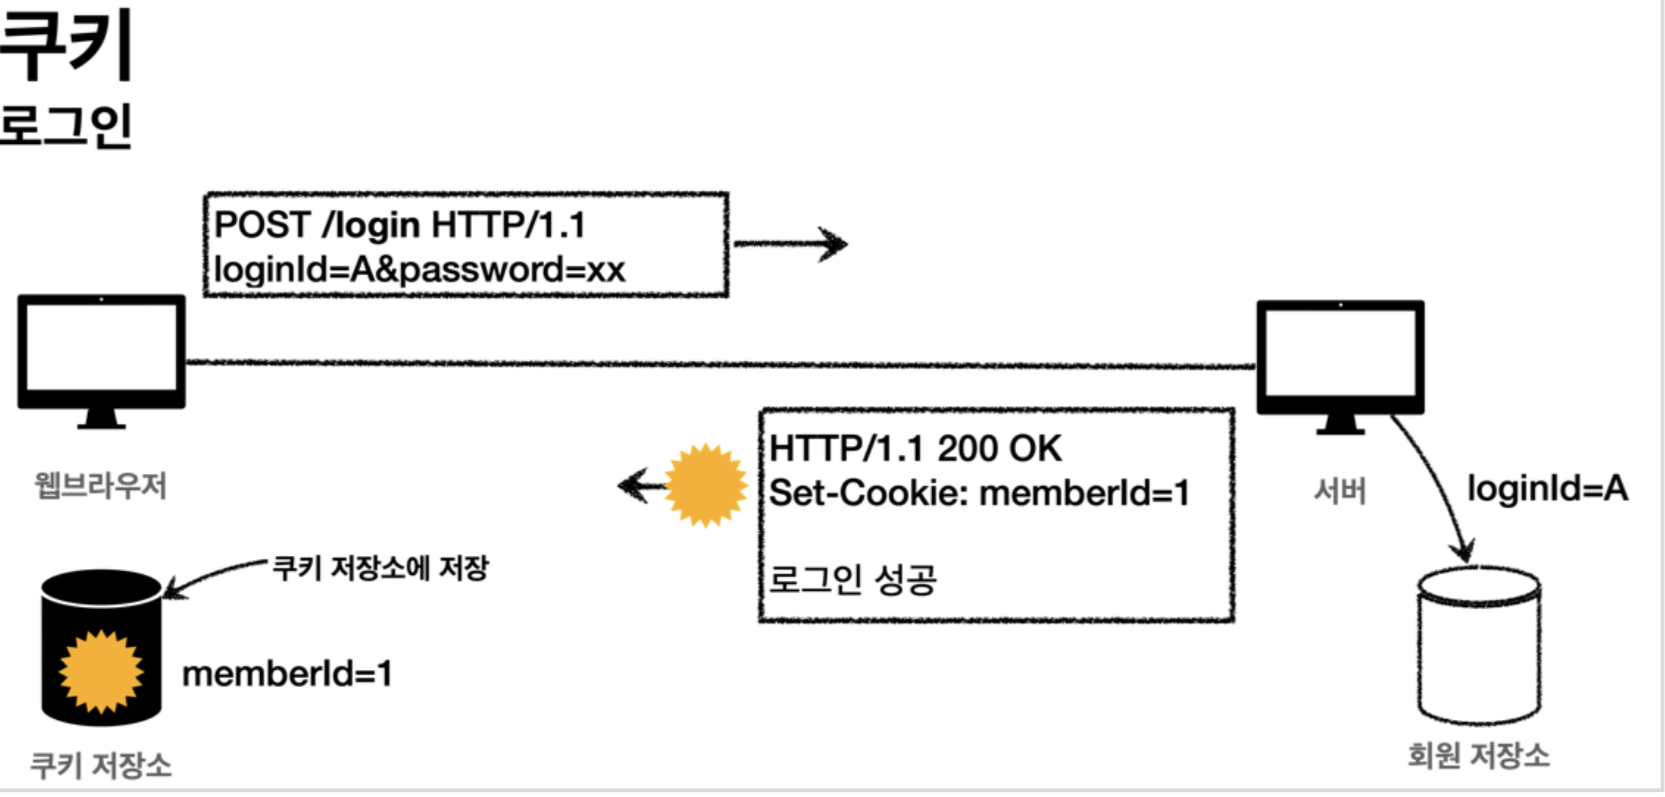 쿠키
로그인
POST /login HTTP/1.1
loginId=A&password=xx
웹브라우저
HTTP/1.1 200 OK
Set-Cookie: memberId=1
로그인 성공
서버
loginId=A
쿠키 저장소에 저장
memberId=1
쿠키 저장소
회원 저장소